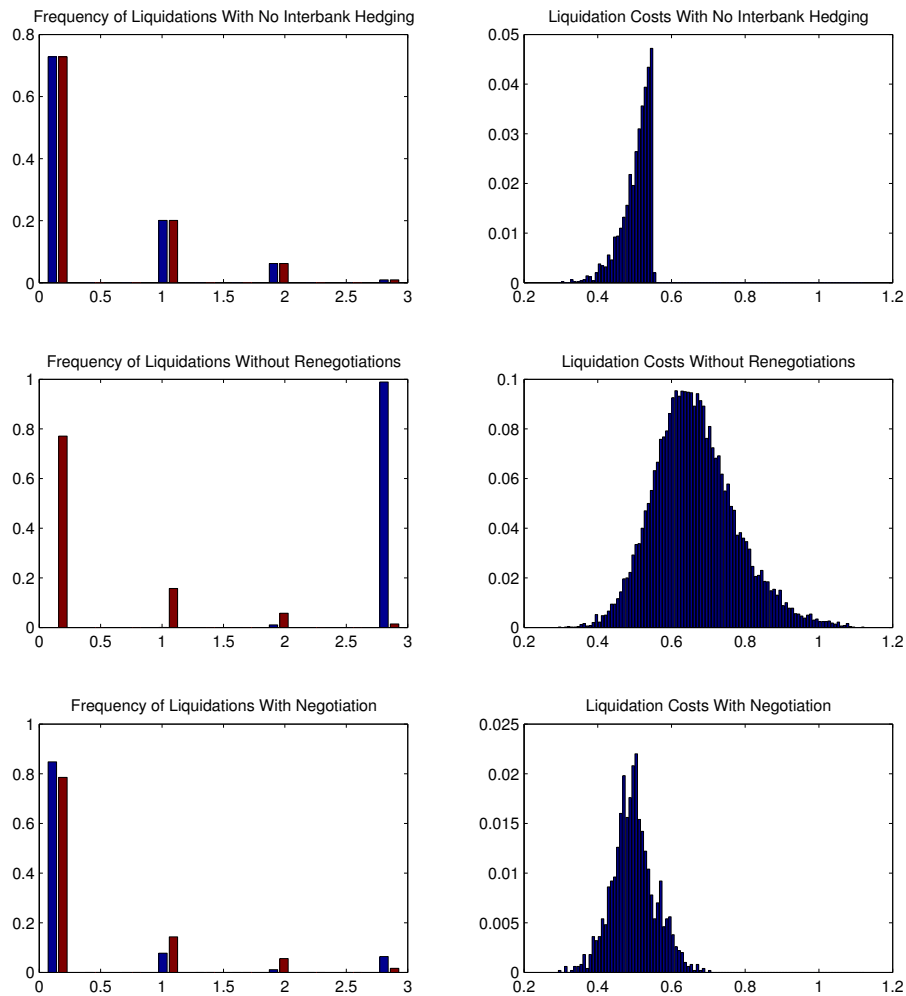 Frequency of Liquidations With No Interbank Hedging
0.8
0.6
0.4
0.2
0
0 0.5 1 1.5 2 2.5 3
Liquidation Costs With No Interbank Hedging
0.05
0.04
0.03
0.02
0.01
0
0.2 0.4 0.6 0.8 1 1.2
Frequency of Liquidations Without Renegotiations
1
0.8
0.6
0.4
0.2
0
0 0.5 1 1.5 2 2.5 3
Liquidation Costs Without Renegotiations
0.1
0.08
0.06
0.04
0.02
0
0.2 0.4 0.6 0.8 1 1.2
Frequency of Liquidations With Negotiation
1
0.8
0.6
0.4
0.2
0
0 0.5 1 1.5 2 2.5 3
Liquidation Costs With Negotiation
0.025
0.02
0.015
0.01
0.005
0
0.2 0.4 0.6 0.8 1 1.2